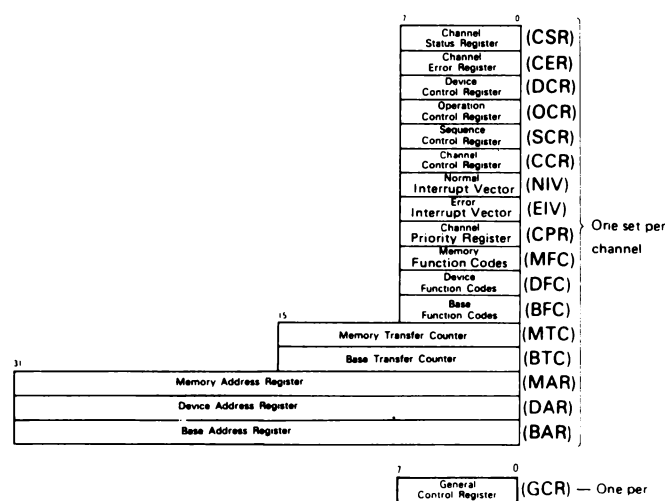 7 0
Channel
Status Register (CSR)
Channel
Error Register (CER)
Device
Control Register (DCR)
Operation
Control Register (OCR)
Sequence
Control Register (SCR)
Channel
Control Register (CCR)
Normal
Interrupt Vector (NIV)
Error
Interrupt Vector (EIV)
Channel
Priority Register (CPR)
Memory
Function Codes (MFC)
Device
Function Codes (DFC)
Base
Function Codes (BFC)
One set per
channel
15
Memory Transfer Counter (MTC)
Base Transfer Counter (BTC)
31
Memory Address Register (MAR)
Device Address Register (DAR)
Base Address Register (BAR)
7 0
General
Control Register (GCR) — One per